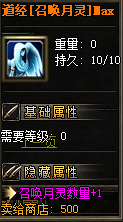 道经[召唤月灵]Max
重量: 0
持久: 10/10
基础属性
需要等级: 0
隐藏属性
召唤月灵数量+1
卖给商店: 500